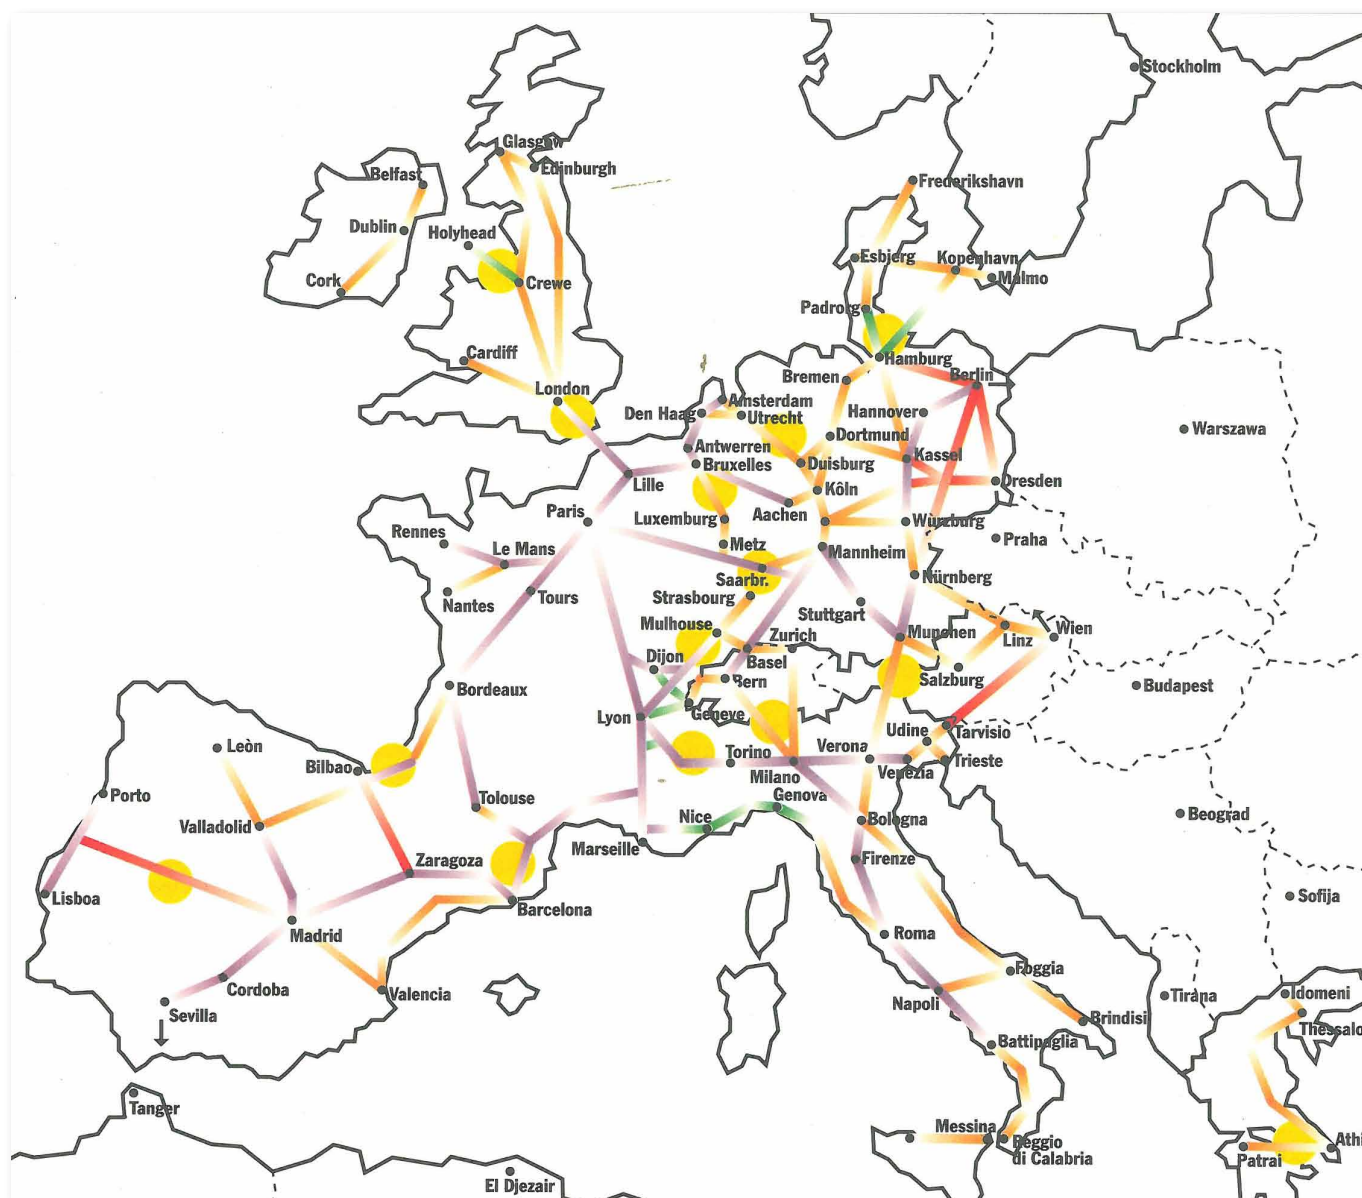 Stockholm
Glasgow
Edinburgh
Belfast
Frederikshavn
Dublin
Holyhead
Esbjerg
Kopenhavn
Malmo
Cork
Crewe
Padrorg
Cardiff
Hamburg
Berlin
London
Bremen
Amsterdam
Den Haag
Utrecht
Hannover
Warszawa
Dortmund
Antwerren
Bruxelles
Duisburg
Kassel
Lille
Köln
Dresden
Paris
Luxemburg
Aachen
Würzburg
Rennes
Le Mans
Metz
Mannheim
Praha
Saarbr.
Nürnberg
Nantes
Tours
Strasbourg
Stuttgart
Mulhouse
Zurich
Munchen
Linz
Wien
Dijon
Basel
Bern
Salzburg
Budapest
Bordeaux
Lyon
Geneve
Udine
Tarvisio
Leòn
Bilbao
Torino
Verona
Venezia
Trieste
Milano
Porto
Tolouse
Genova
Valladolid
Nice
Bologna
Beograd
Marseille
Zaragoza
Firenze
Lisboa
Barcelona
Sofija
Madrid
Roma
Foggia
Cordoba
Valencia
Napoli
Tirana
Idomeni
Sevilla
Brindisi
Thessalo
Battipaglia
Tanger
Messina
Reggio
di Calabria
Athi
Patrai
El Djezair